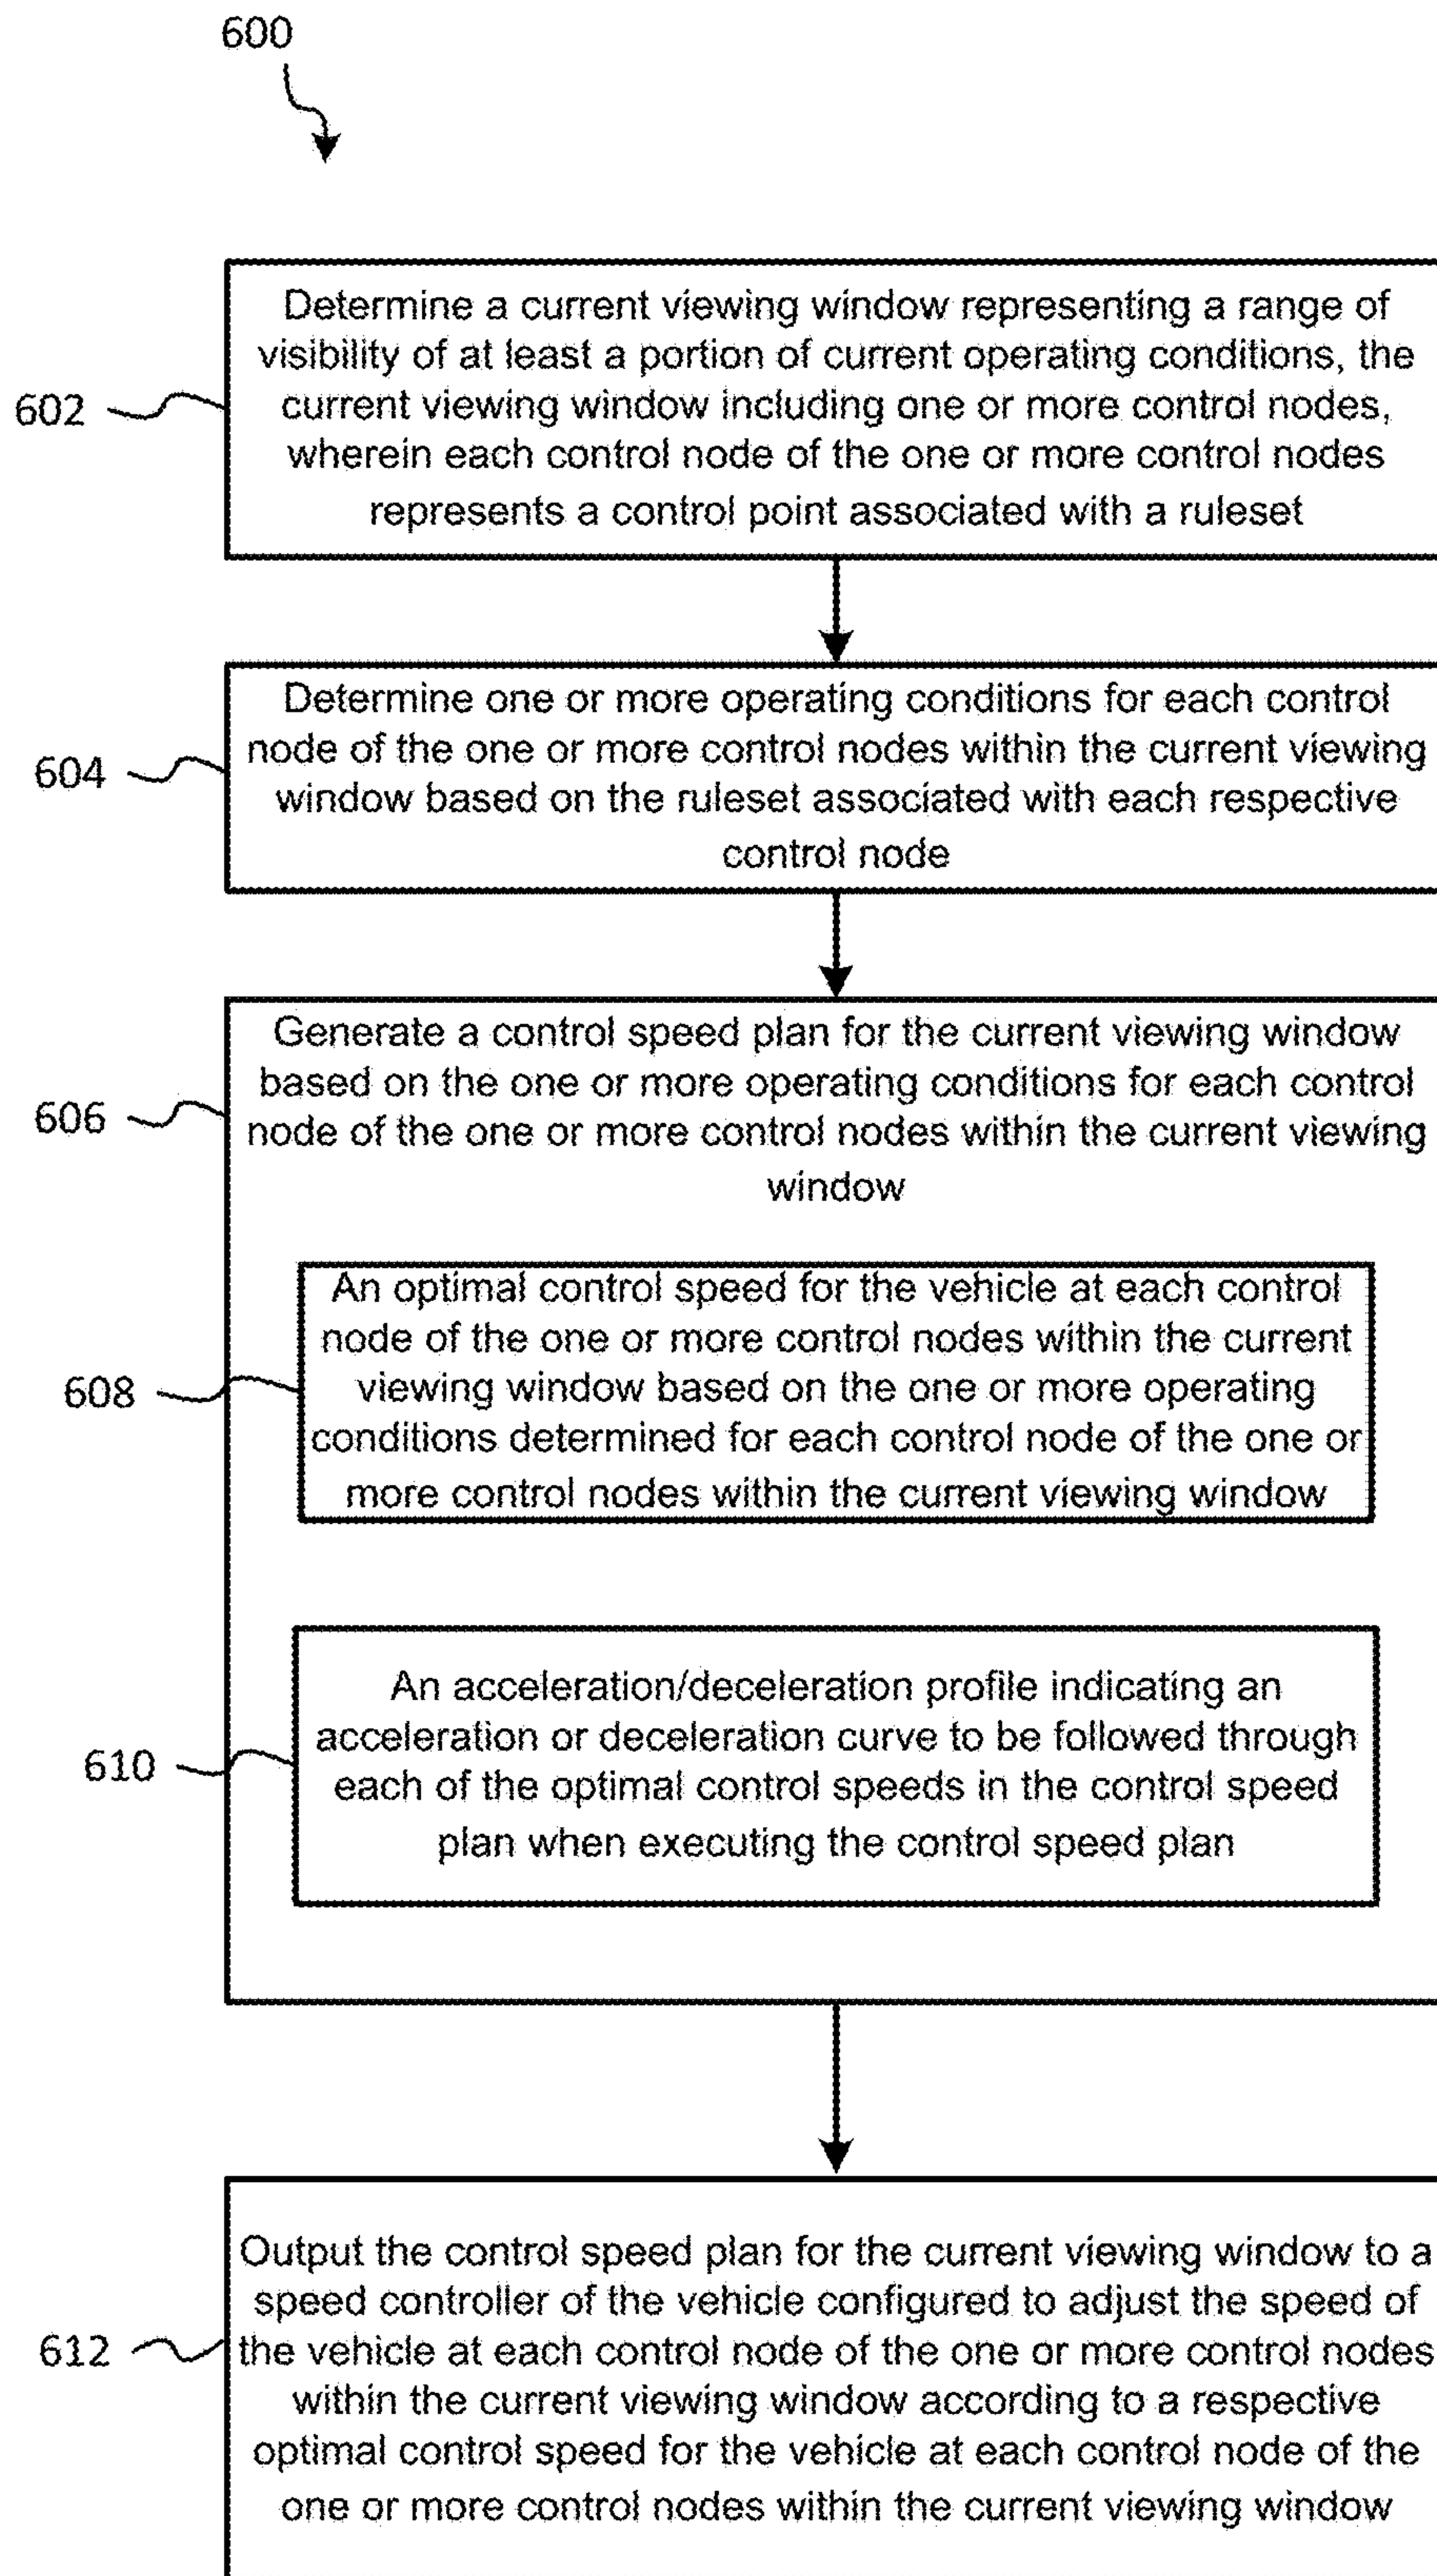 600
602
Determine a current viewing window representing a range of
visibility of at least a portion of current operating conditions, the
current viewing window including one or more control nodes,
wherein each control node of the one or more control nodes
represents a control point associated with a ruleset
604
Determine one or more operating conditions for each control
node of the one or more control nodes within the current viewing
window based on the ruleset associated with each respective
control node
606
Generate a control speed plan for the current viewing window
based on the one or more operating conditions for each control
node of the one or more control nodes within the current viewing
window
608
An optimal control speed for the vehicle at each control
node of the one or more control nodes within the current
viewing window based on the one or more operating
conditions determined for each control node of the one or
more control nodes within the current viewing window
610
An acceleration/deceleration profile indicating an
acceleration or deceleration curve to be followed through
each of the optimal control speeds in the control speed
plan when executing the control speed plan
612
Output the control speed plan for the current viewing window to a
speed controller of the vehicle configured to adjust the speed of
the vehicle at each control node of the one or more control nodes
within the current viewing window according to a respective
optimal control speed for the vehicle at each control node of the
one or more control nodes within the current viewing window